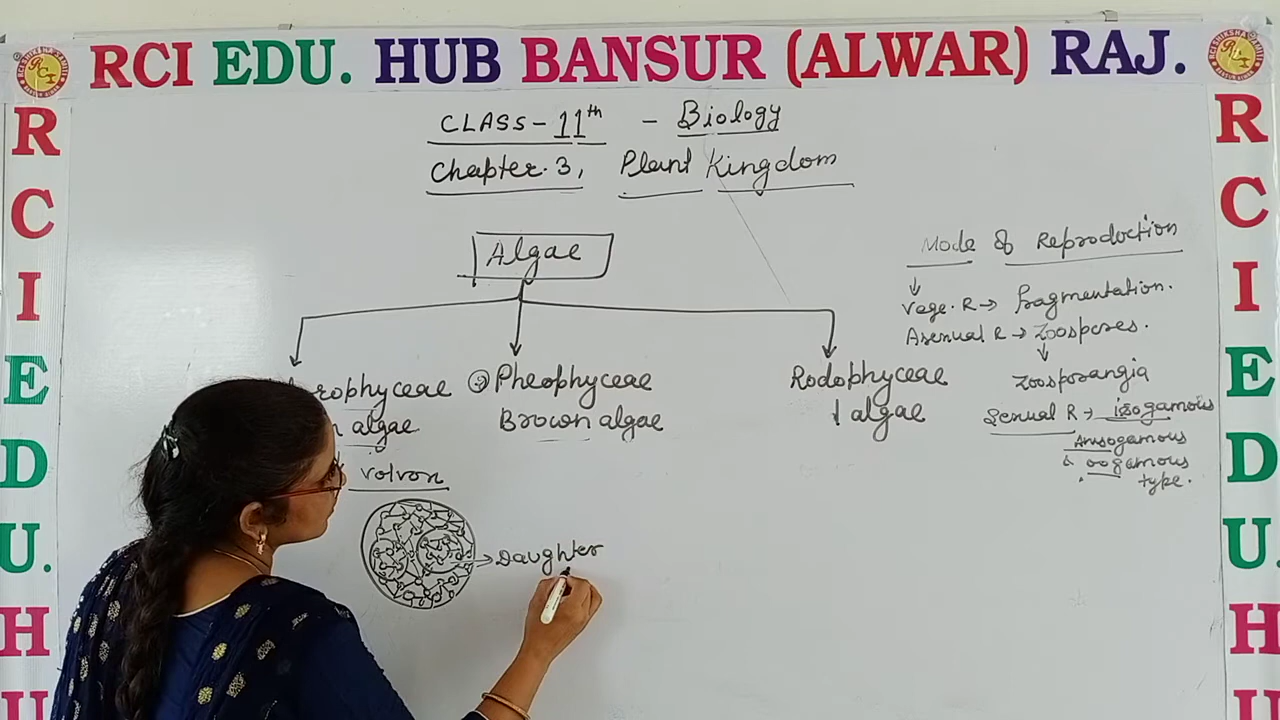 RCI EDU. HUB BANSUR (ALWAR) RAJ.
R
C
I
E
D
U.
H
U
R
C
I
E
D
U.
H
U
CLASS - 11th - Biology
Chapter. 3, Plant Kingdom
Algae
rophyceae
algae
② Pheophyceae
Brown algae
Rodophyceae
algae
Volvox
Daughter
Mode of Reproduction
Vege. R → fragmentation.
Asexual R → Zoospores.
Zoosporangia
Sexual R → isogamous
Anisogamous
& oogamous
type.